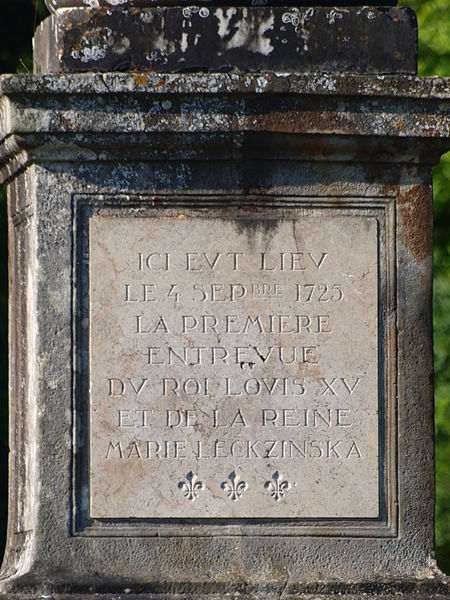 ICI EVT LIEV
LE 4 SEPBRE 1725
LA PREMIERE
ENTREVUE
DV ROI LOVIS XV
ET DE LA REINE
MARIE LECKZINSKA